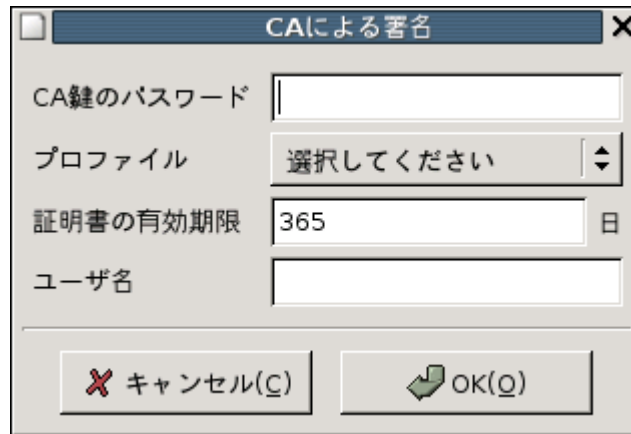 CAによる署名
CA鍵のパスワード
プロファイル 選択してください
証明書の有効期限 365 日
ユーザ名
キャンセル(C) OK(O)